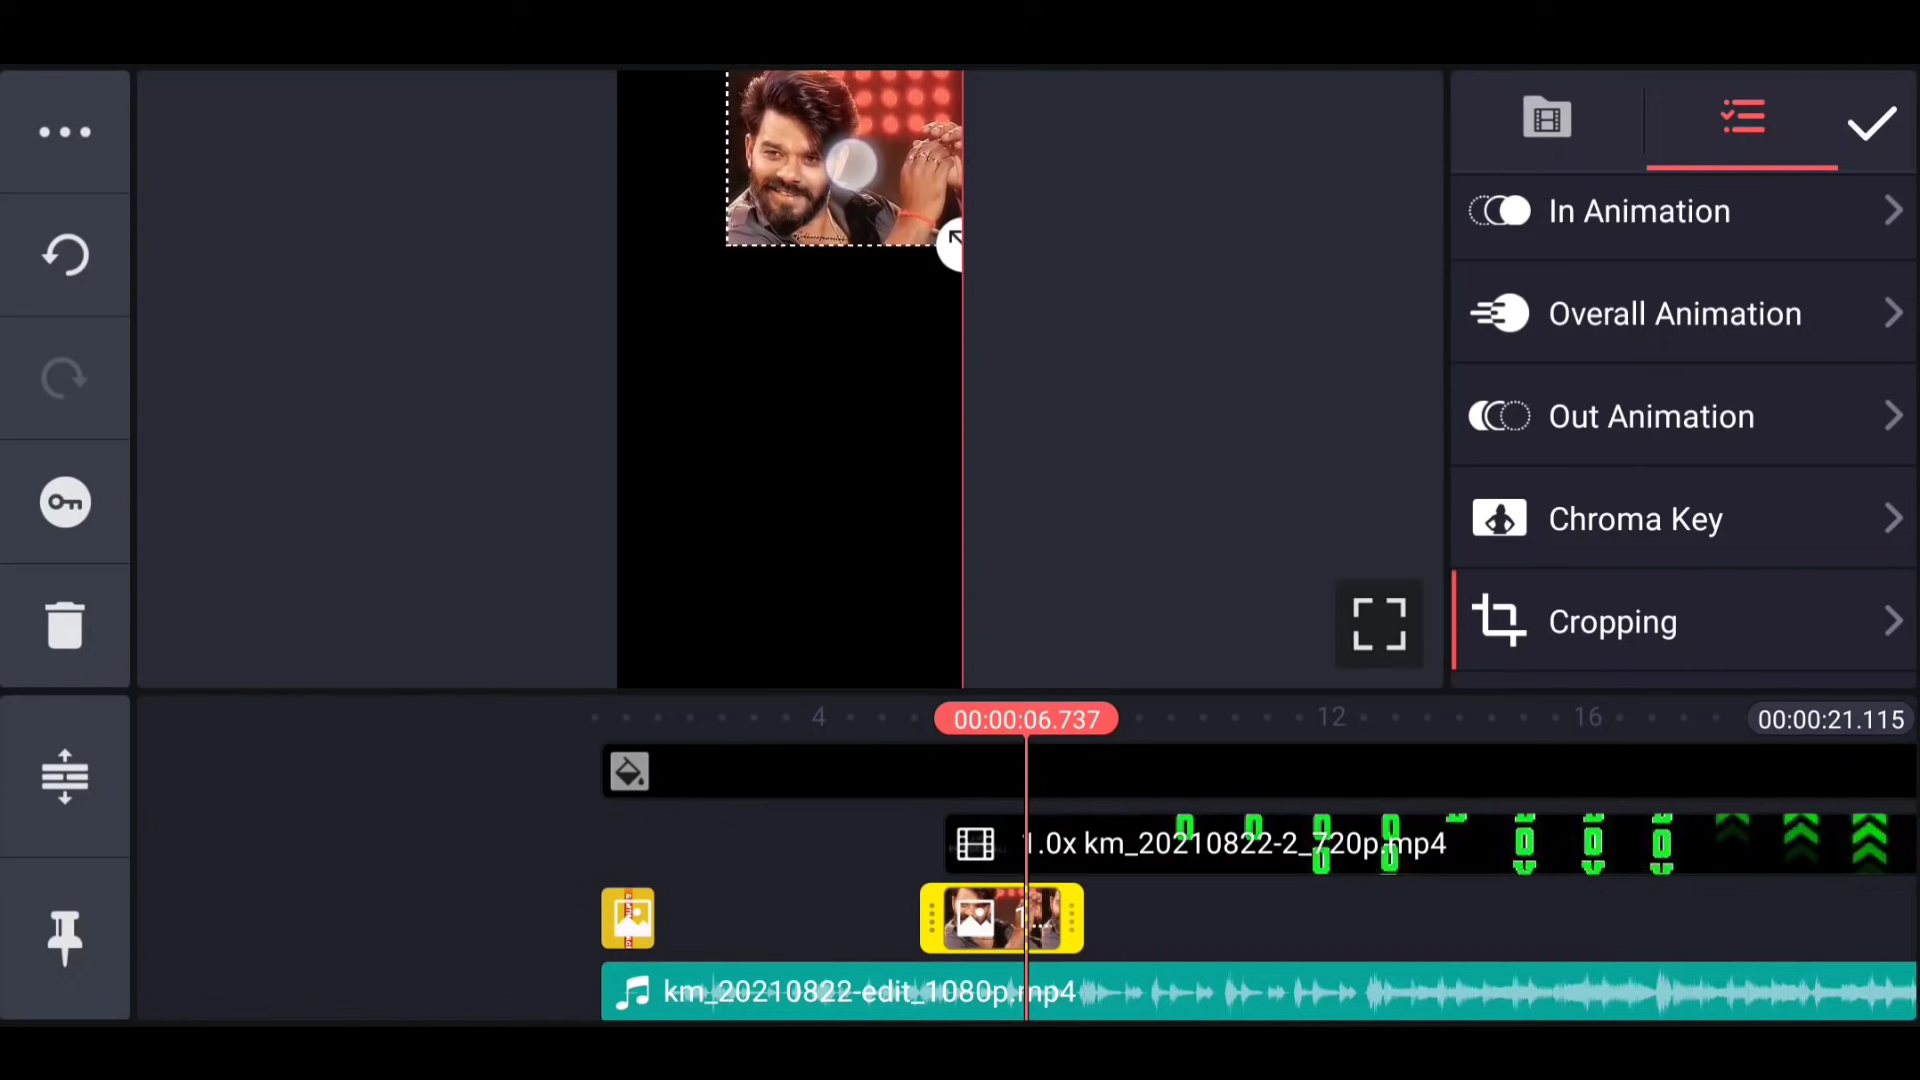 In Animation
Overall Animation
Out Animation
Chroma Key
Cropping
4
00:00:06.737
12
16
00:00:21.115
1.0x km_20210822-2_720p.mp4
1...
km_20210822-edit_1080p.mp4